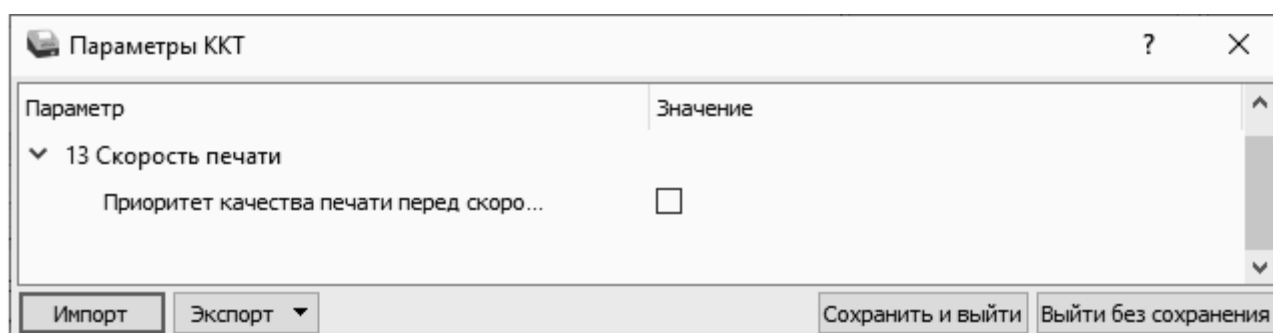 Параметры ККТ ?
Параметр Значение
13 Скорость печати
Приоритет качества печати перед скоро...
Импорт Экспорт Сохранить и выйти Выйти без сохранения